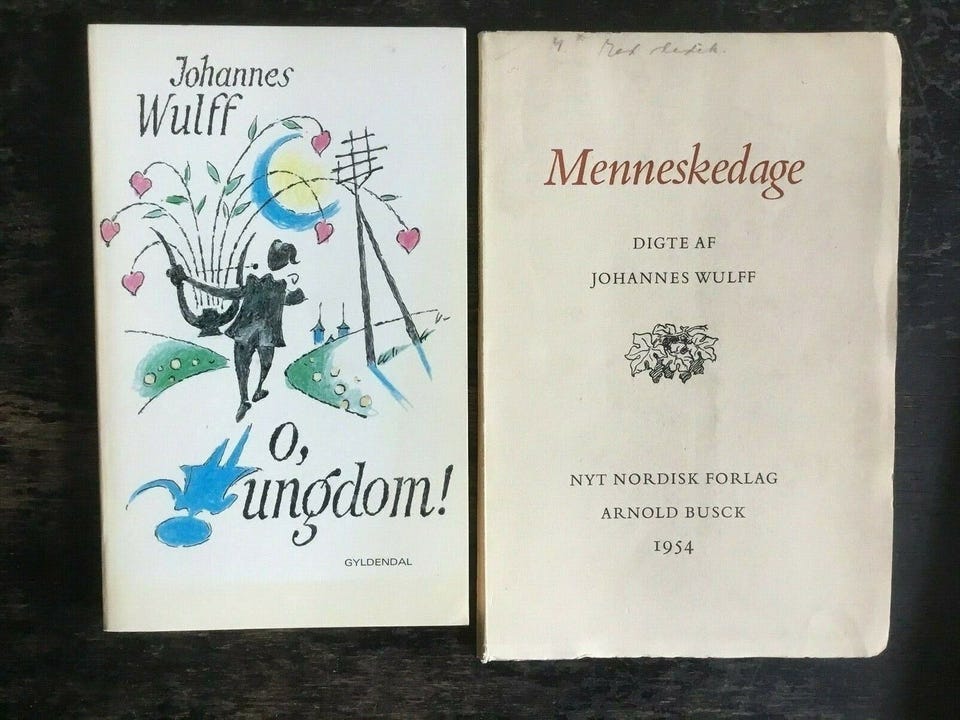 Johannes
Wulff
O,
ungdom!
GYLDENDAL
Menneskedage
DIGTE AF
JOHANNES WULFF
NYT NORDISK FORLAG
ARNOLD BUSCK
1954